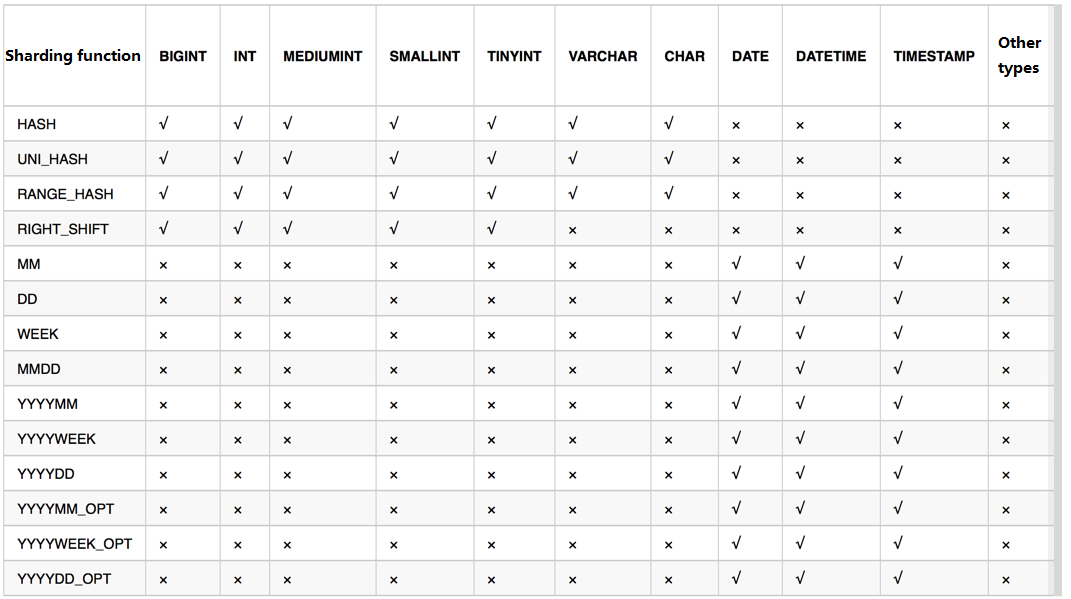 Sharding function BIGINT INT MEDIUMINT SMALLINT TINYINT VARCHAR CHAR DATE DATETIME TIMESTAMP Other types
HASH √ √ √ √ √ √ √ × × × ×
UNI_HASH √ √ √ √ √ √ √ × × × ×
RANGE_HASH √ √ √ √ √ √ √ × × × ×
RIGHT_SHIFT √ √ √ √ √ × × × × × ×
MM × × × × × × × √ √ √ ×
DD × × × × × × × √ √ √ ×
WEEK × × × × × × × √ √ √ ×
MMDD × × × × × × × √ √ √ ×
YYYYMM × × × × × × × √ √ √ ×
YYYYWEEK × × × × × × × √ √ √ ×
YYYYDD × × × × × × × √ √ √ ×
YYYYMM_OPT × × × × × × × √ √ √ ×
YYYYWEEK_OPT × × × × × × × √ √ √ ×
YYYYDD_OPT × × × × × × × √ √ √ ×